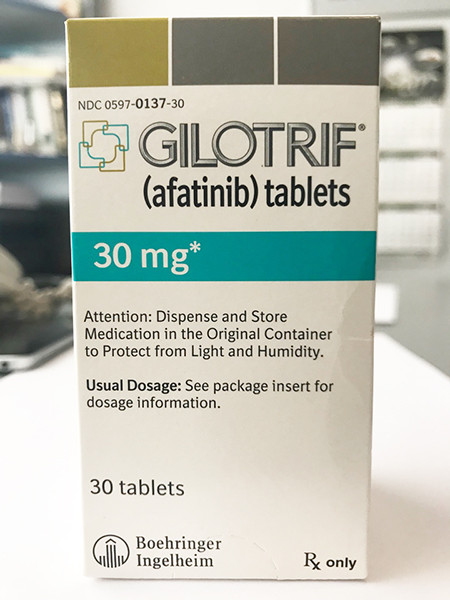 NDC 0597-0137-30
GILOTRIF®
(afatinib) tablets
30 mg*
Attention: Dispense and Store
Medication in the Original Container
to Protect from Light and Humidity.
Usual Dosage: See package insert for
dosage information.
30 tablets
Boehringer
Ingelheim
Rx only